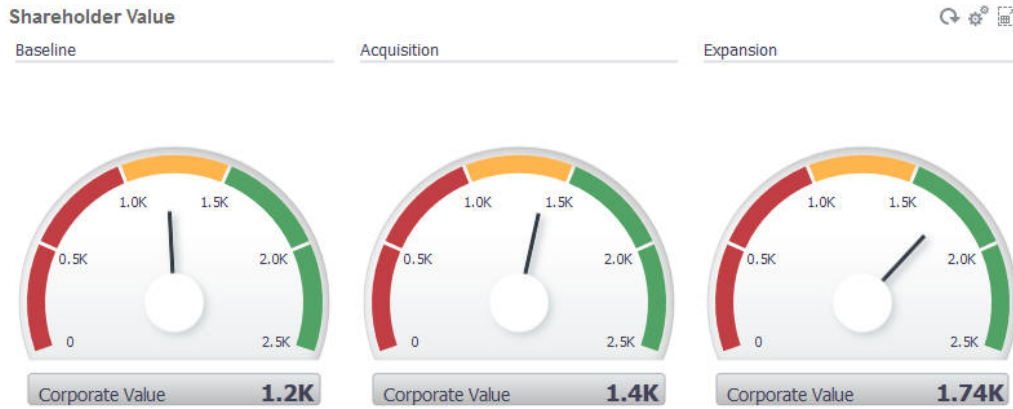 Shareholder Value
Baseline
Acquisition
Expansion
1.0K 1.5K
0.5K 2.0K
0 2.5K
Corporate Value 1.2K
1.0K 1.5K
0.5K 2.0K
0 2.5K
Corporate Value 1.4K
1.0K 1.5K
0.5K 2.0K
0 2.5K
Corporate Value 1.74K